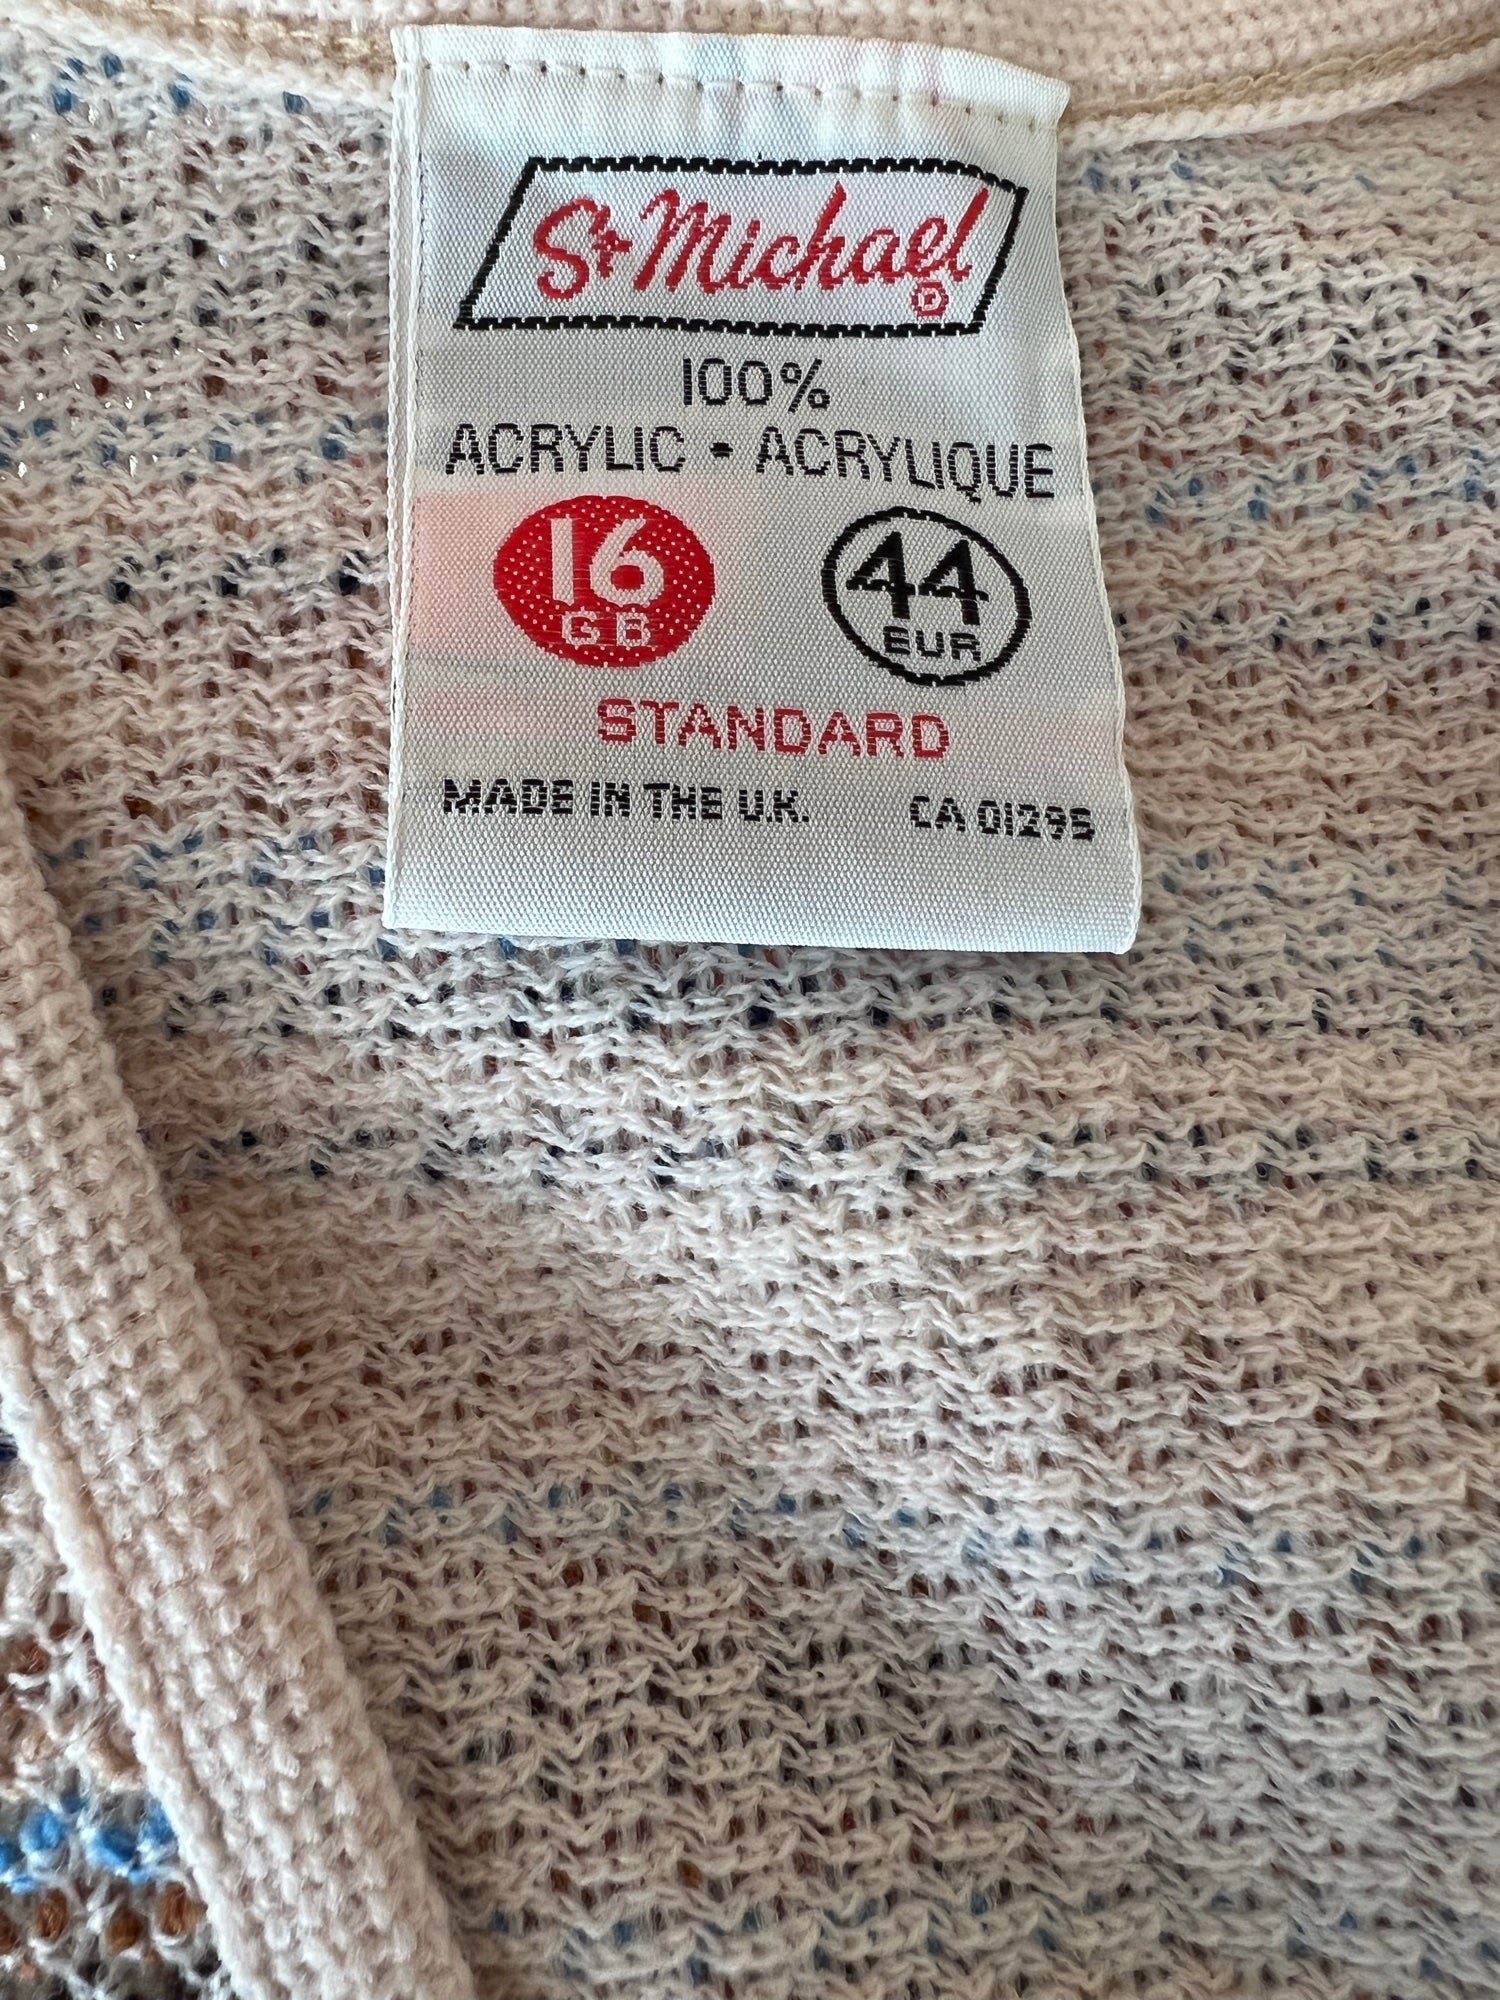 St Michael ®
100%
ACRYLIC • ACRYLIQUE
16 GB 44 EUR
STANDARD
MADE IN THE U.K. CA 01295